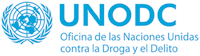 UNODC
Oficina de las Naciones Unidas
contra la Droga y el Delito